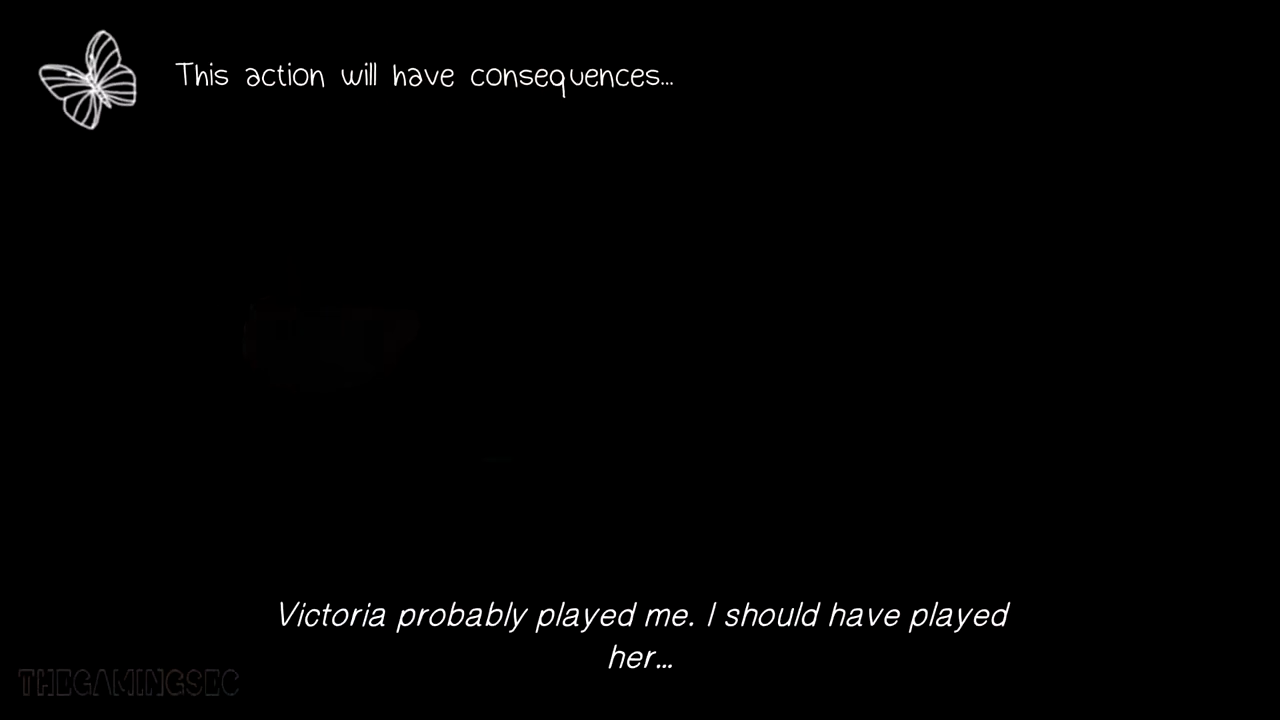 This action will have consequences...
Victoria probably played me. I should have played
her...
THEGAMINGSEC